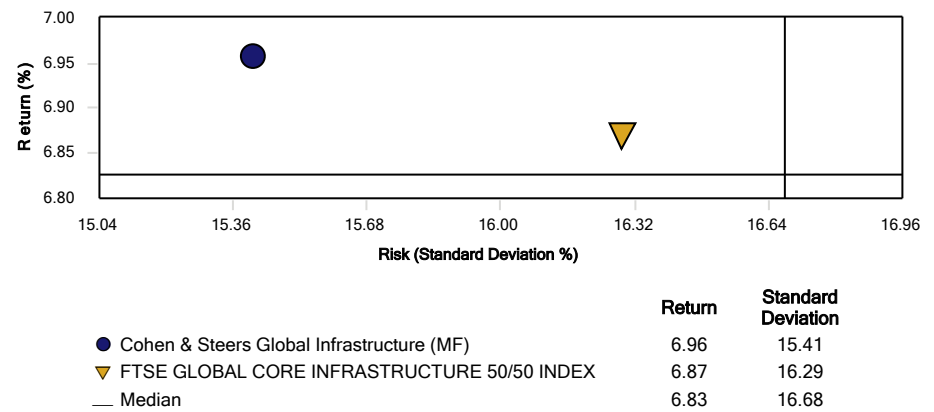 7.00
6.95
6.90
6.85
6.80
Return (%)
15.04 15.36 15.68 16.00 16.32 16.64 16.96
Risk (Standard Deviation %)
Return Standard Deviation
Cohen & Steers Global Infrastructure (MF) 6.96 15.41
FTSE GLOBAL CORE INFRASTRUCTURE 50/50 INDEX 6.87 16.29
Median 6.83 16.68